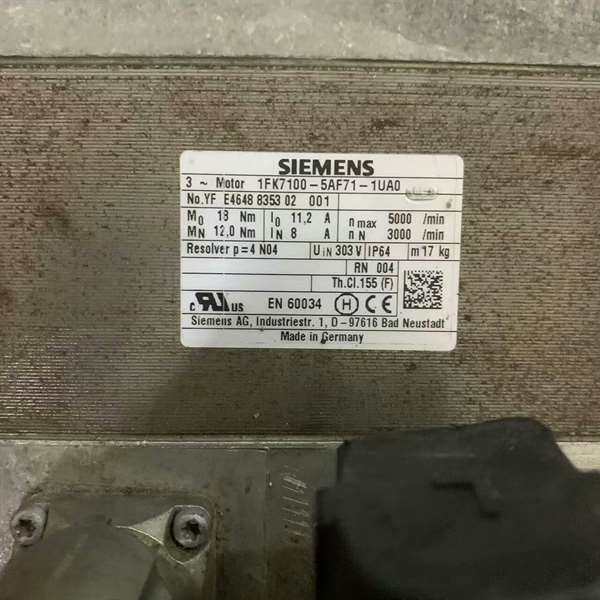 SIEMENS
3 ~ Motor 1FK7100-5AF71-1UA0
No.YF E4648 8353 02 001
M0 18 Nm I0 11,2 A n max 5000 /min
MN 12,0 Nm IN 8 A n N 3000 /min
Resolver p=4 N04 UIN 303 V IP64 m 17 kg
RN 004
Th.Cl.155 (F)
c RU us EN 60034 H CE
Siemens AG, Industriestr. 1, D-97616 Bad Neustadt
Made in Germany